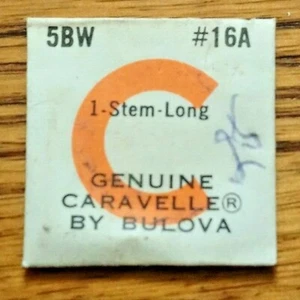 5BW #16A
1-Stem-Long
GENUINE
CARAVELLE®
BY BULOVA